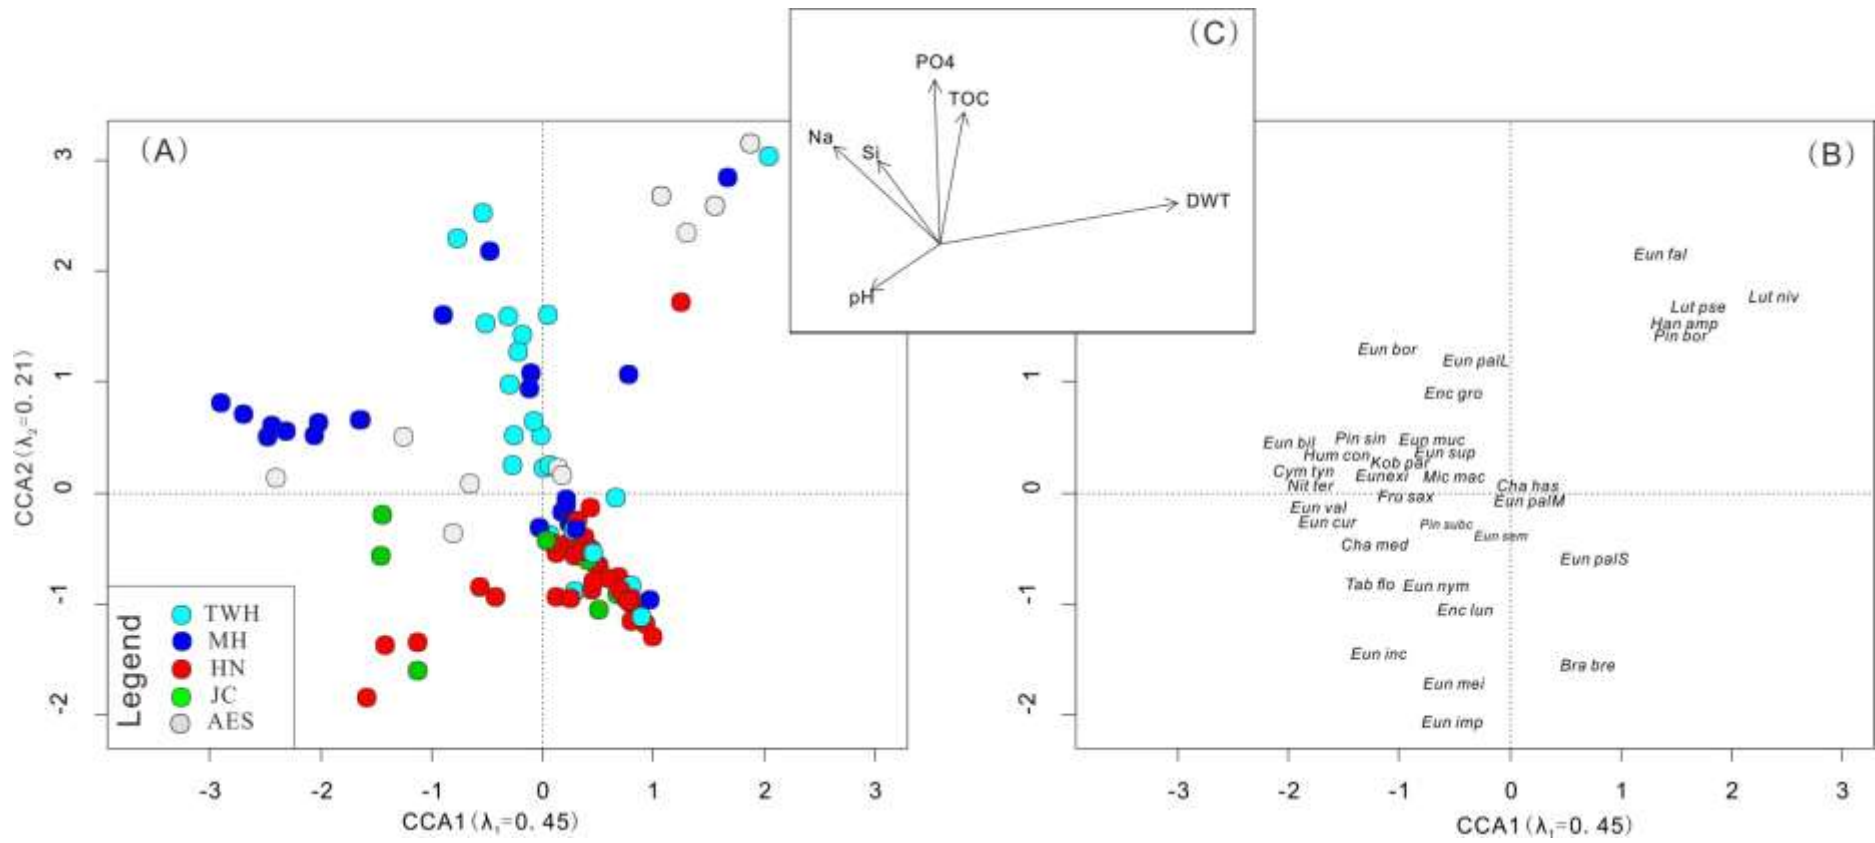 (A)
3
2
1
0
-1
-2
CCA2(λ₂=0.21)
Legend
TWH
MH
HN
JC
AES
-3 -2 -1 0 1 2 3
CCA1(λ₁=0.45)
(C)
PO4
TOC
Na
Si
DWT
pH
(B)
1
0
-1
-2
Eun fal
Lut niv
Lut pse
Han amp
Pin bor
Eun bor
Eun palL
Enc gro
Eun bil Pin sin Eun muc
Hum con Eun sup
Kob par
Cym tyn Eunexi Mic mac
Nit ter Cha has
Fru sax Eun palM
Eun val
Eun cur Pin subc
Eun sem
Cha med
Eun palS
Tab flo Eun nym
Enc lun
Eun inc
Bra bre
Eun mei
Eun imp
-3 -2 -1 0 1 2 3
CCA1(λ₁=0.45)